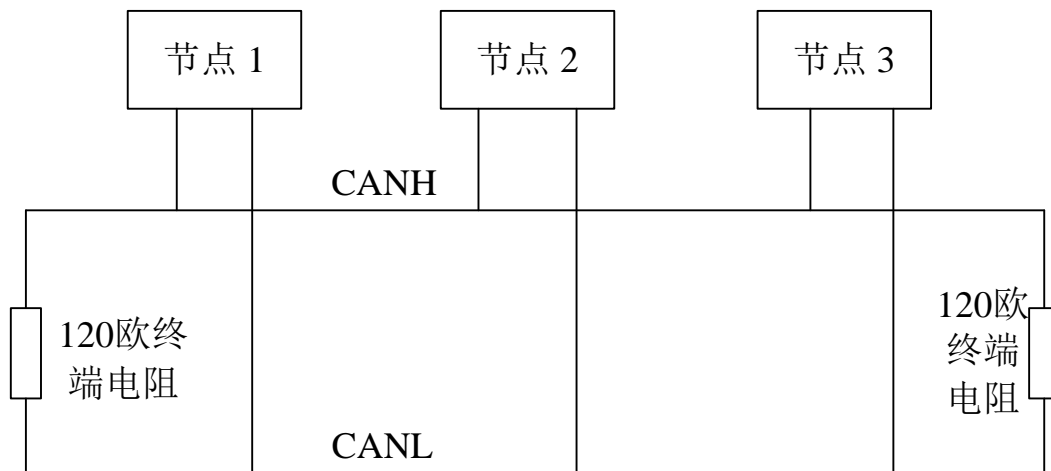 节点 1
节点 2
节点 3
CANH
120欧终
端电阻
120欧
终端
电阻
CANL